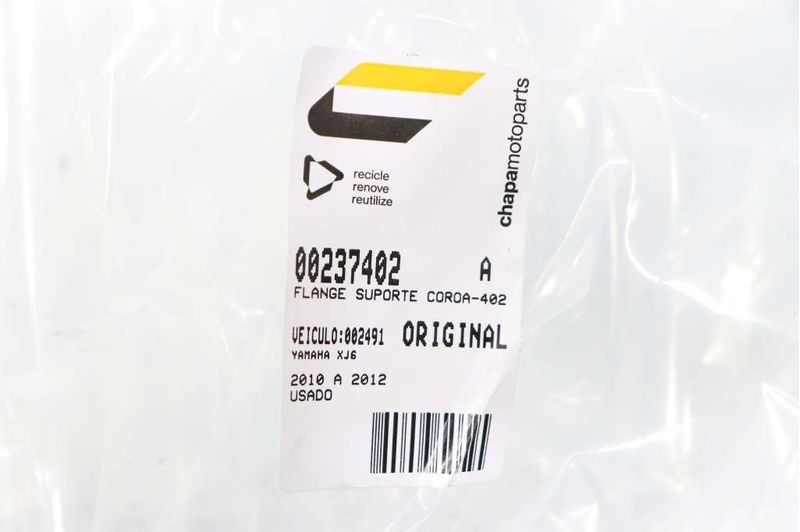 chapamotoparts
recicle
renove
reutilize
00237402 A
FLANGE SUPORTE COROA-402
VEICULO:002491 ORIGINAL
YAMAHA XJ6
2010 A 2012
USADO